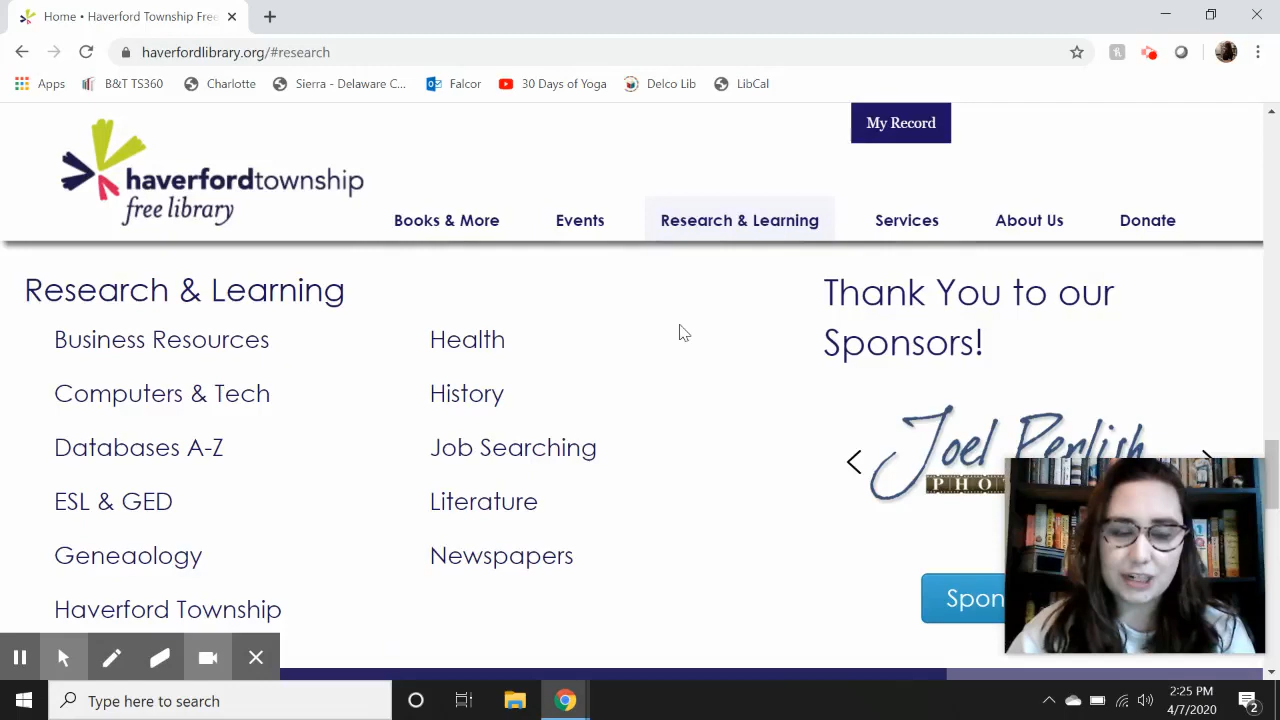 Home • Haverford Township Free
haverfordlibrary.org/#research
Apps B&T TS360 Charlotte Sierra - Delaware C... Falcor 30 Days of Yoga Delco Lib LibCal
My Record
haverfordtownship
free library
Books & More Events Research & Learning Services About Us Donate
Research & Learning
Thank You to our
Sponsors!
Business Resources Health
Computers & Tech History
Databases A-Z Job Searching
ESL & GED Literature
Geneaology Newspapers
Haverford Township
Joel Perlish
PHO
Spon
Type here to search
2:25 PM
4/7/2020
2